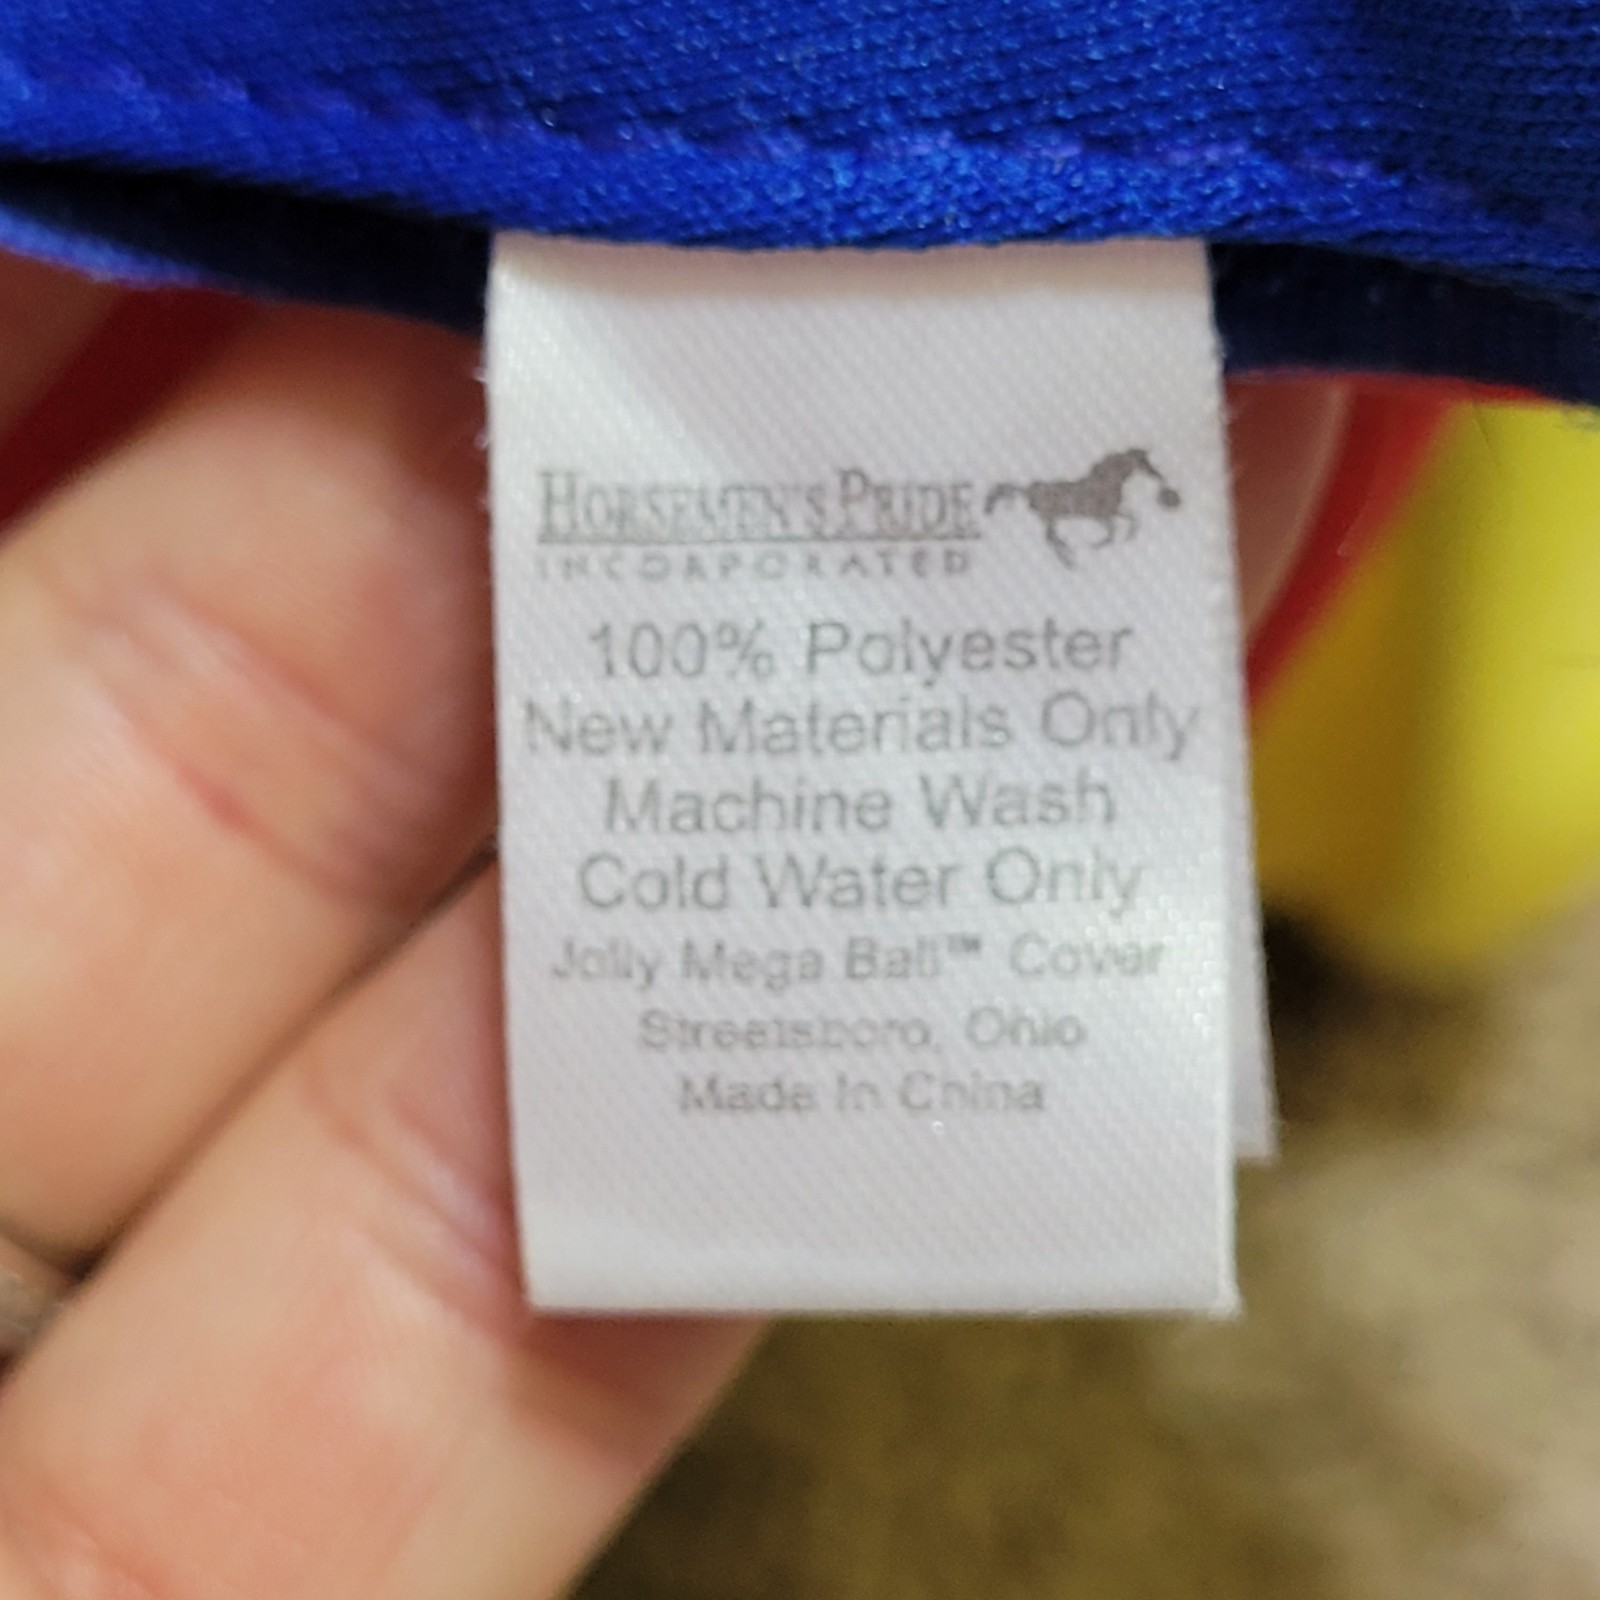 HORSEMEN'S PRIDE
INCORPORATED
100% Polyester
New Materials Only
Machine Wash
Cold Water Only
Jolly Mega Ball™ Cover
Streetsboro, Ohio
Made In China